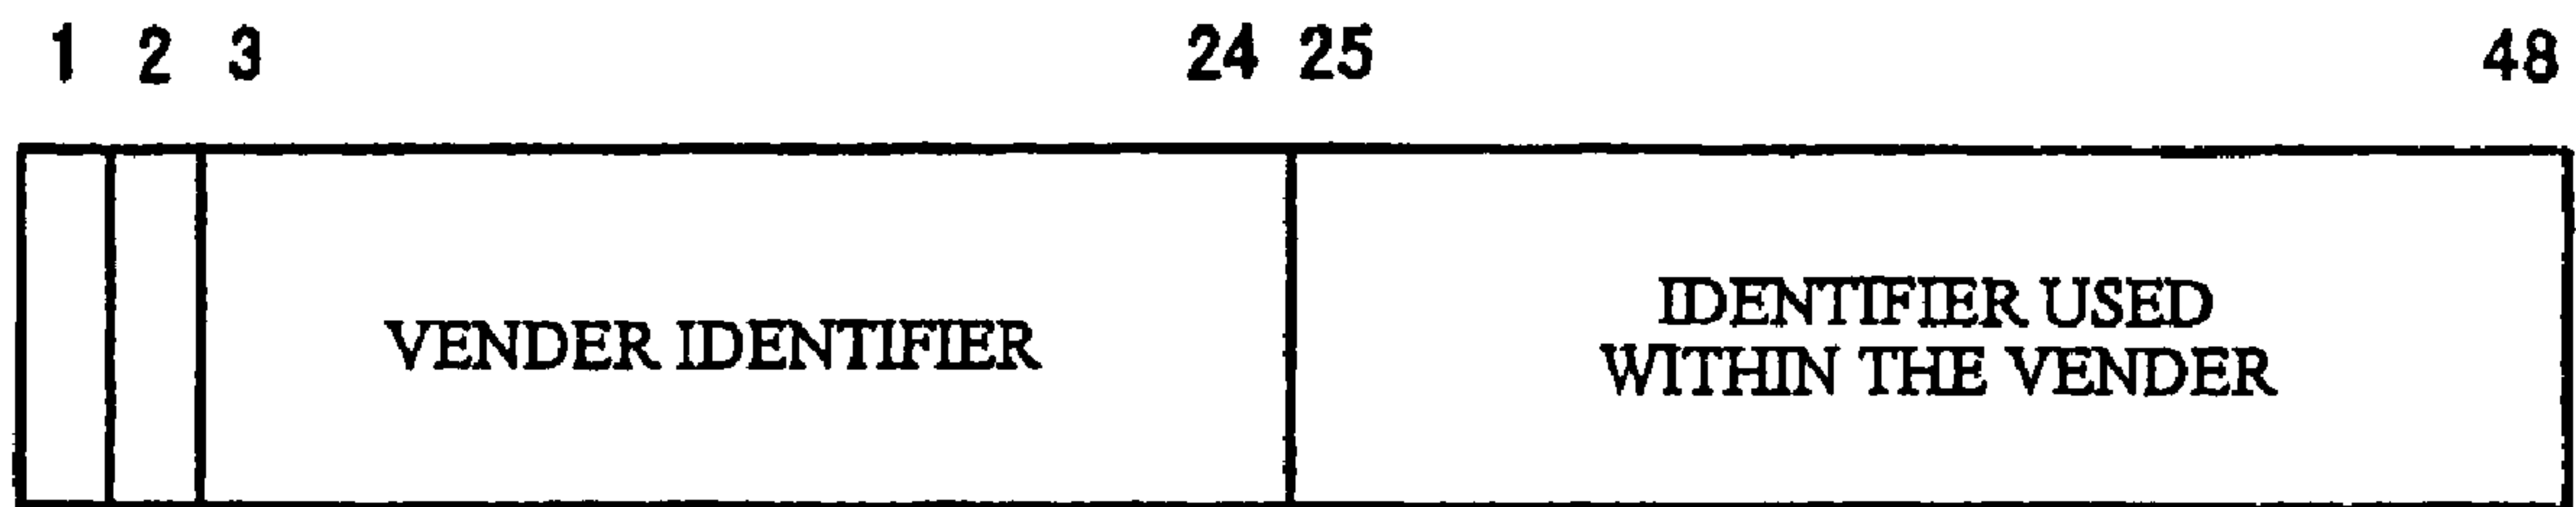 1 2 3 24 25 48
VENDER IDENTIFIER
IDENTIFIER USED
WITHIN THE VENDER